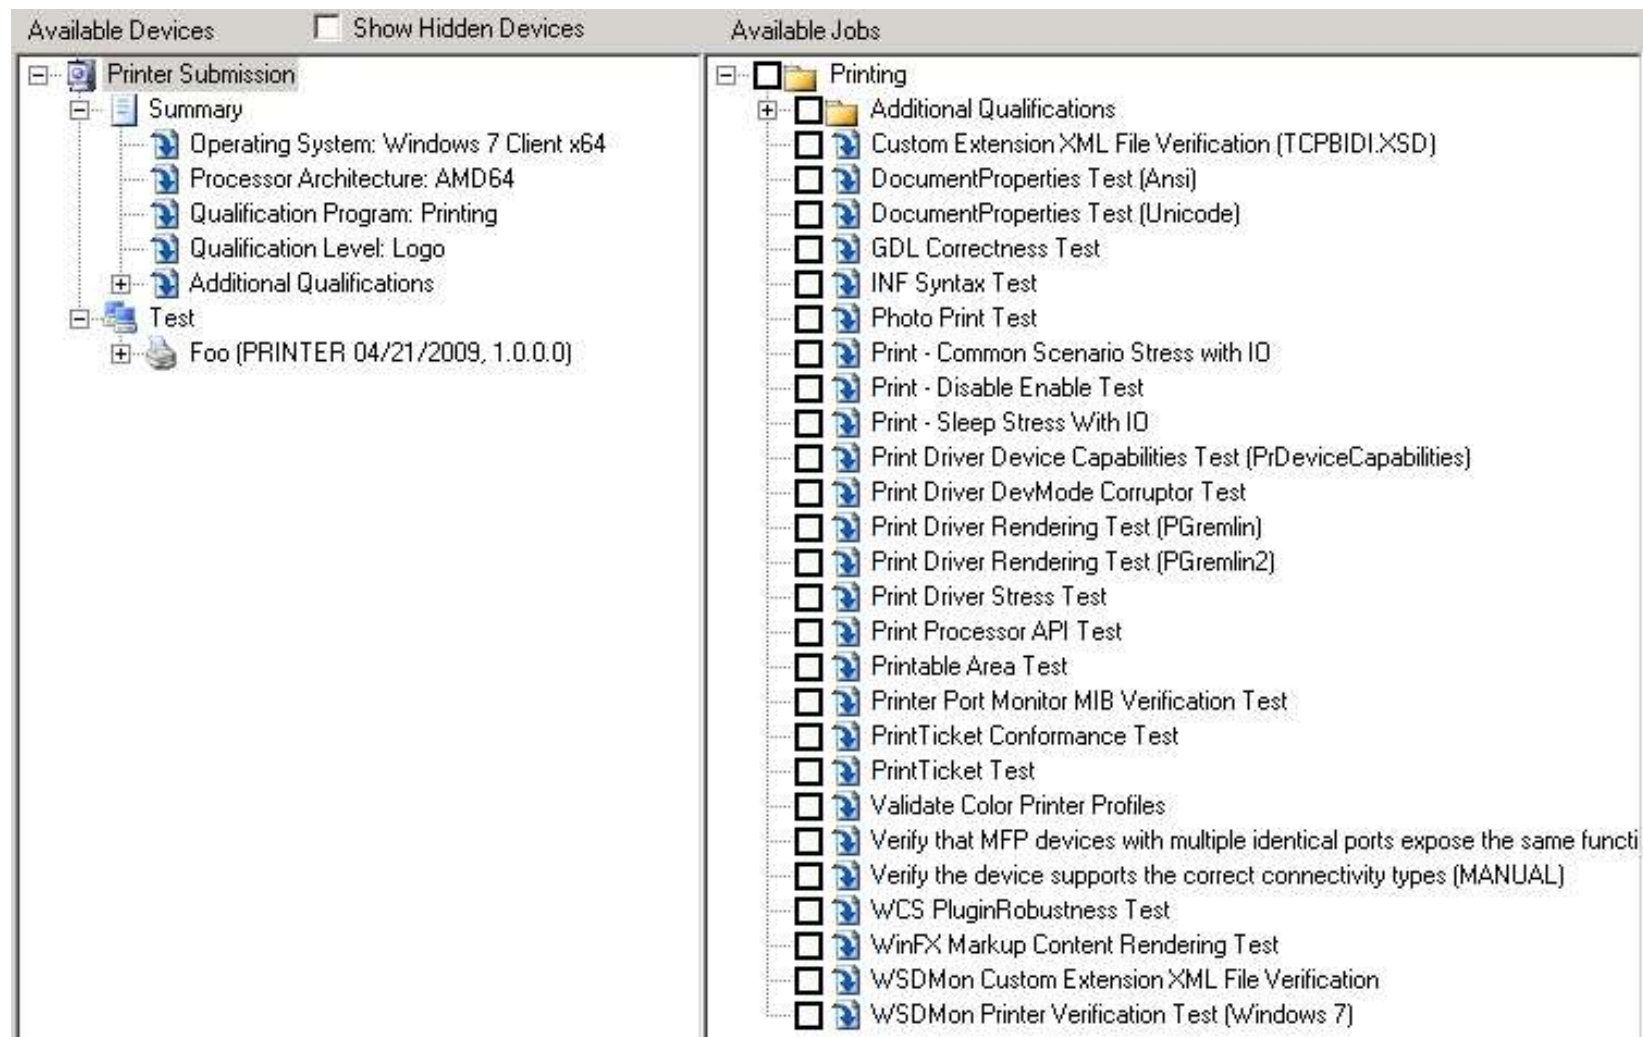 Available Devices
Show Hidden Devices
Printer Submission
Summary
Operating System: Windows 7 Client x64
Processor Architecture: AMD64
Qualification Program: Printing
Qualification Level: Logo
Additional Qualifications
Test
Foo (PRINTER 04/21/2009, 1.0.0.0)
Available Jobs
Printing
Additional Qualifications
Custom Extension XML File Verification (TCPBIDI.XSD)
DocumentProperties Test (Ansi)
DocumentProperties Test (Unicode)
GDL Correctness Test
INF Syntax Test
Photo Print Test
Print - Common Scenario Stress with IO
Print - Disable Enable Test
Print - Sleep Stress With IO
Print Driver Device Capabilities Test (PrDeviceCapabilities)
Print Driver DevMode Corruptor Test
Print Driver Rendering Test (PGremlin)
Print Driver Rendering Test (PGremlin2)
Print Driver Stress Test
Print Processor API Test
Printable Area Test
Printer Port Monitor MIB Verification Test
PrintTicket Conformance Test
PrintTicket Test
Validate Color Printer Profiles
Verify that MFP devices with multiple identical ports expose the same functi
Verify the device supports the correct connectivity types (MANUAL)
WCS PluginRobustness Test
WinFX Markup Content Rendering Test
WSDMon Custom Extension XML File Verification
WSDMon Printer Verification Test (Windows 7)